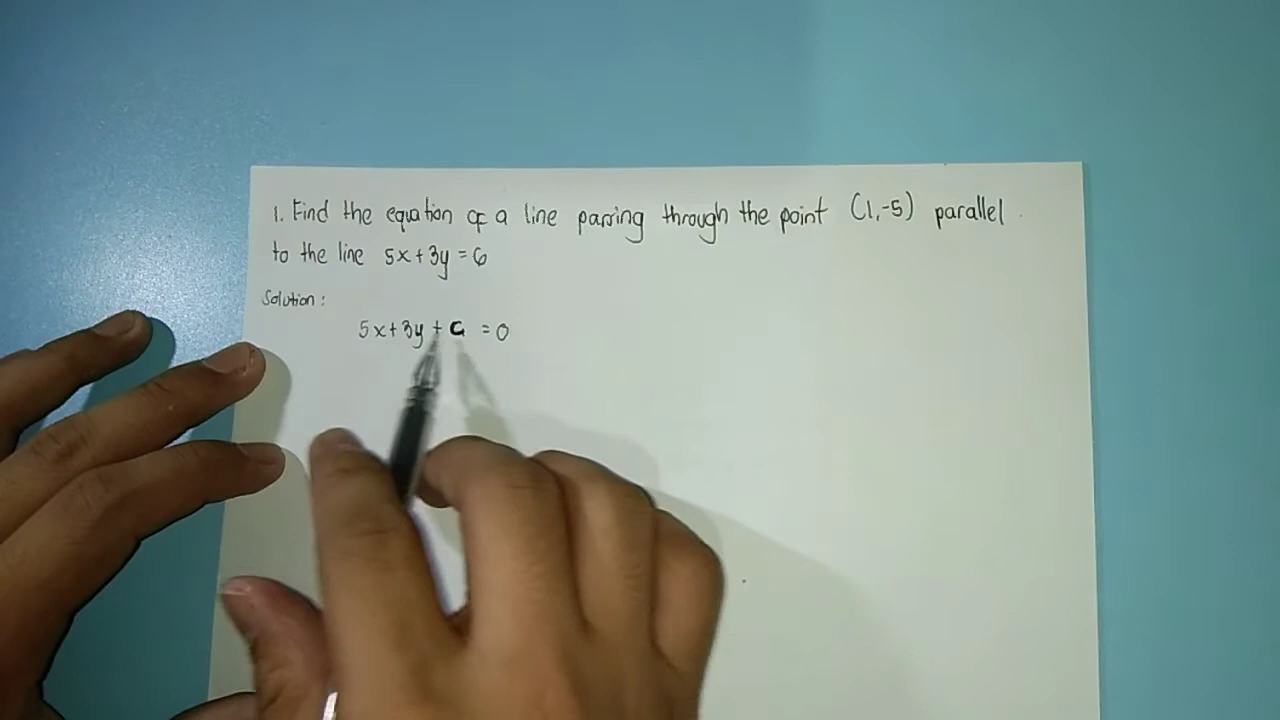 1. Find the equation of a line passing through the point (1,-5) parallel
to the line 5x+3y=6
Solution:
5x+3y+C=0